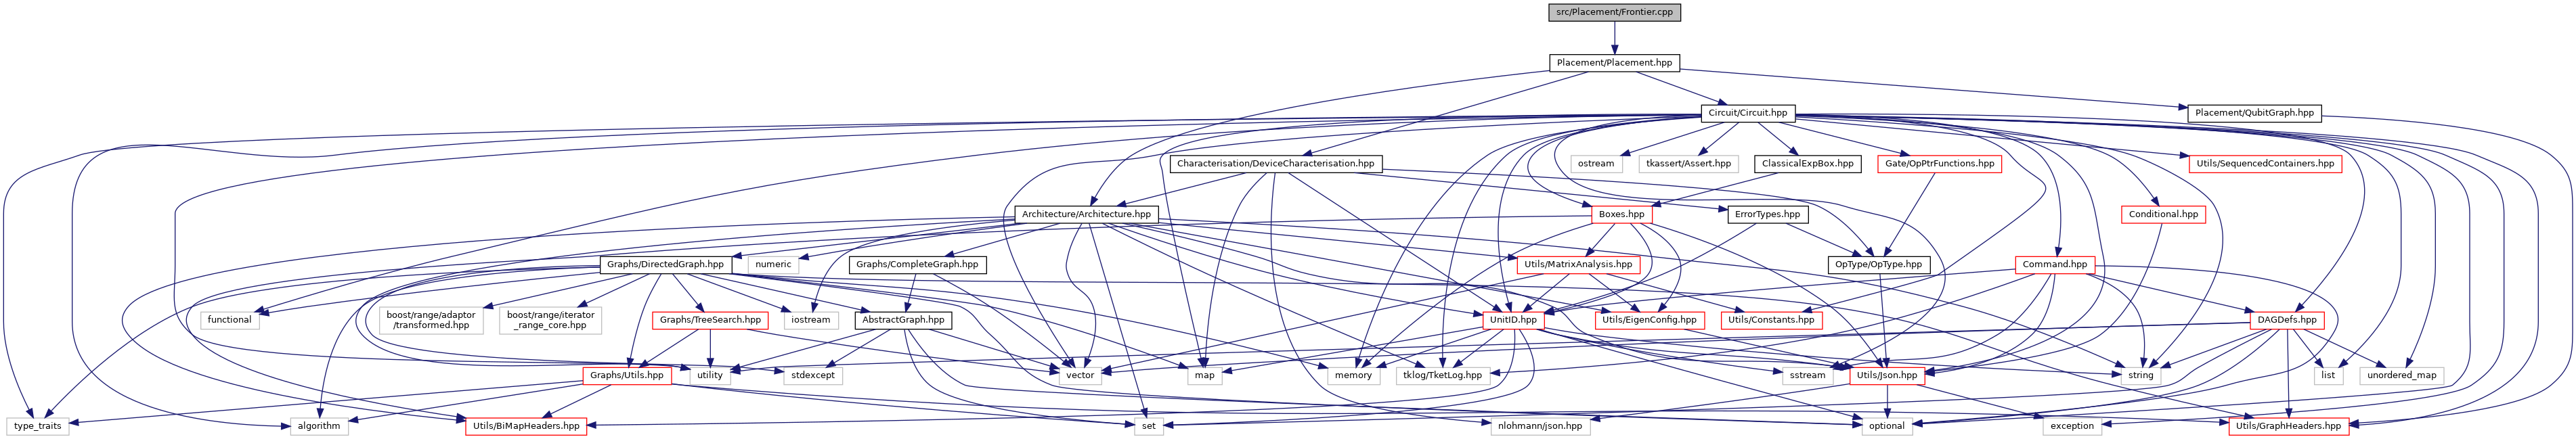 src/Placement/Frontier.cpp
Placement/Placement.hpp
Circuit/Circuit.hpp
Placement/QubitGraph.hpp
Characterisation/DeviceCharacterisation.hpp
ostream
tkassert/Assert.hpp
ClassicalExpBox.hpp
Gate/OpPtrFunctions.hpp
Utils/SequencedContainers.hpp
Architecture/Architecture.hpp
Boxes.hpp
ErrorTypes.hpp
Conditional.hpp
Graphs/DirectedGraph.hpp
numeric
Graphs/CompleteGraph.hpp
Utils/MatrixAnalysis.hpp
OpType/OpType.hpp
Command.hpp
functional
boost/range/adaptor
/transformed.hpp
boost/range/iterator
_range_core.hpp
Graphs/TreeSearch.hpp
iostream
AbstractGraph.hpp
UnitID.hpp
Utils/EigenConfig.hpp
Utils/Constants.hpp
DAGDefs.hpp
Graphs/Utils.hpp
utility
stdexcept
vector
map
memory
tklog/TketLog.hpp
sstream
Utils/Json.hpp
string
list
unordered_map
type_traits
algorithm
Utils/BiMapHeaders.hpp
set
nlohmann/json.hpp
optional
exception
Utils/GraphHeaders.hpp